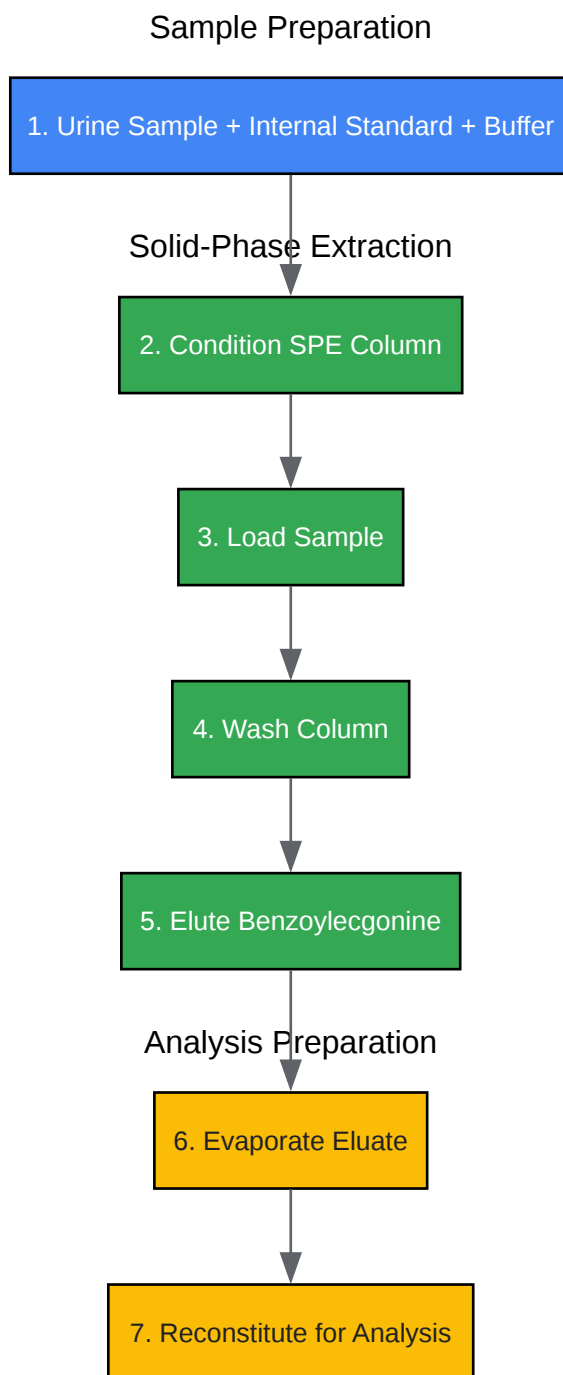 Sample Preparation
1. Urine Sample + Internal Standard + Buffer
Solid-Phase Extraction
2. Condition SPE Column
3. Load Sample
4. Wash Column
5. Elute Benzoylecgonine
Analysis Preparation
6. Evaporate Eluate
7. Reconstitute for Analysis